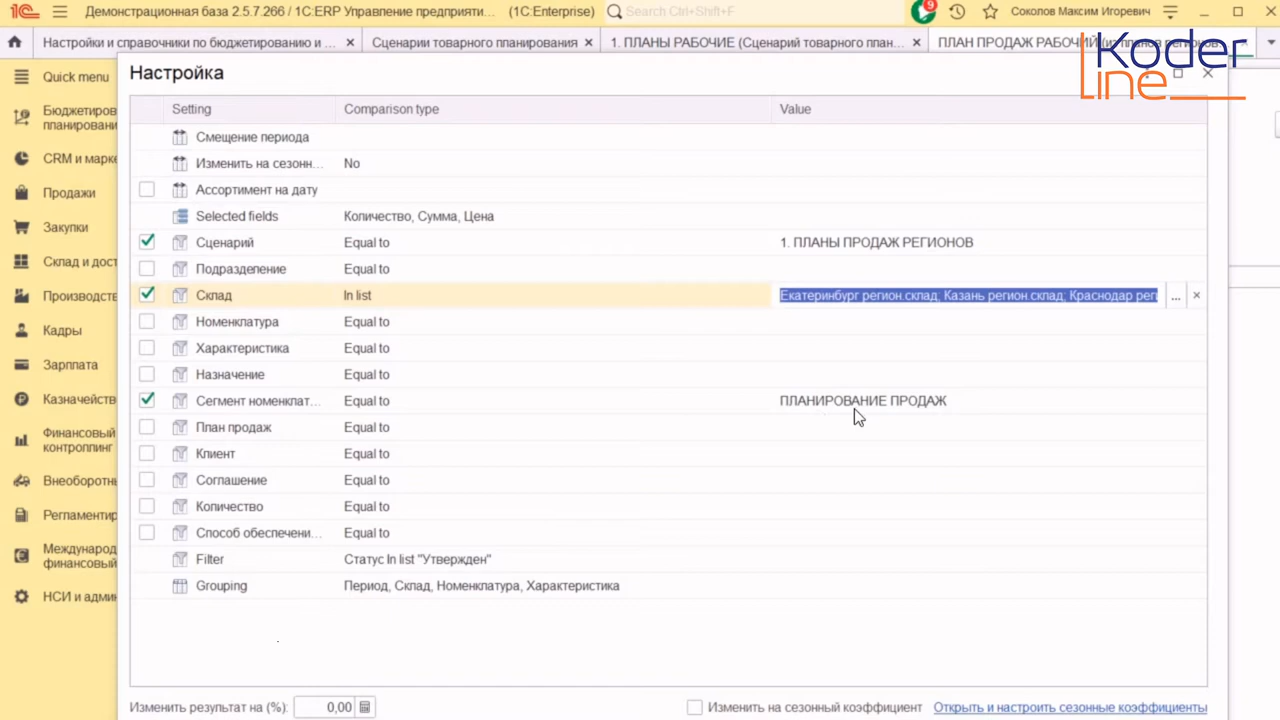 Демонстрационная база 2.5.7.266 / 1С:ERP Управление предприяти... (1C:Enterprise)
Search Ctrl+Shift+F
9
Соколов Максим Игоревич
Настройки и справочники по бюджетированию и ...
Сценарии товарного планирования
1. ПЛАНЫ РАБОЧИЕ (Сценарий товарного план...
ПЛАН ПРОДАЖ РАБОЧИЙ
Koder
line
Quick menu
Бюджетиров
планировани
CRM и марке
Продажи
Закупки
Склад и дост
Производств
Кадры
Зарплата
Казначейств
Финансовый
контроллинг
Внеоборотны
Регламентир
Международ
финансовый
НСИ и админ
Настройка
Setting Comparison type Value
Смещение периода
Изменить на сезонн... No
Ассортимент на дату
Selected fields Количество, Сумма, Цена
Сценарий Equal to 1. ПЛАНЫ ПРОДАЖ РЕГИОНОВ
Подразделение Equal to
Склад In list Екатеринбург регион.склад, Казань регион.склад; Краснодар реги
Номенклатура Equal to
Характеристика Equal to
Назначение Equal to
Сегмент номенклат... Equal to ПЛАНИРОВАНИЕ ПРОДАЖ
План продаж Equal to
Клиент Equal to
Соглашение Equal to
Количество Equal to
Способ обеспечени... Equal to
Filter Статус In list "Утвержден"
Grouping Период, Склад, Номенклатура, Характеристика
Изменить результат на (%): 0,00 Изменить на сезонный коэффициент Открыть и настроить сезонные коэффициенты